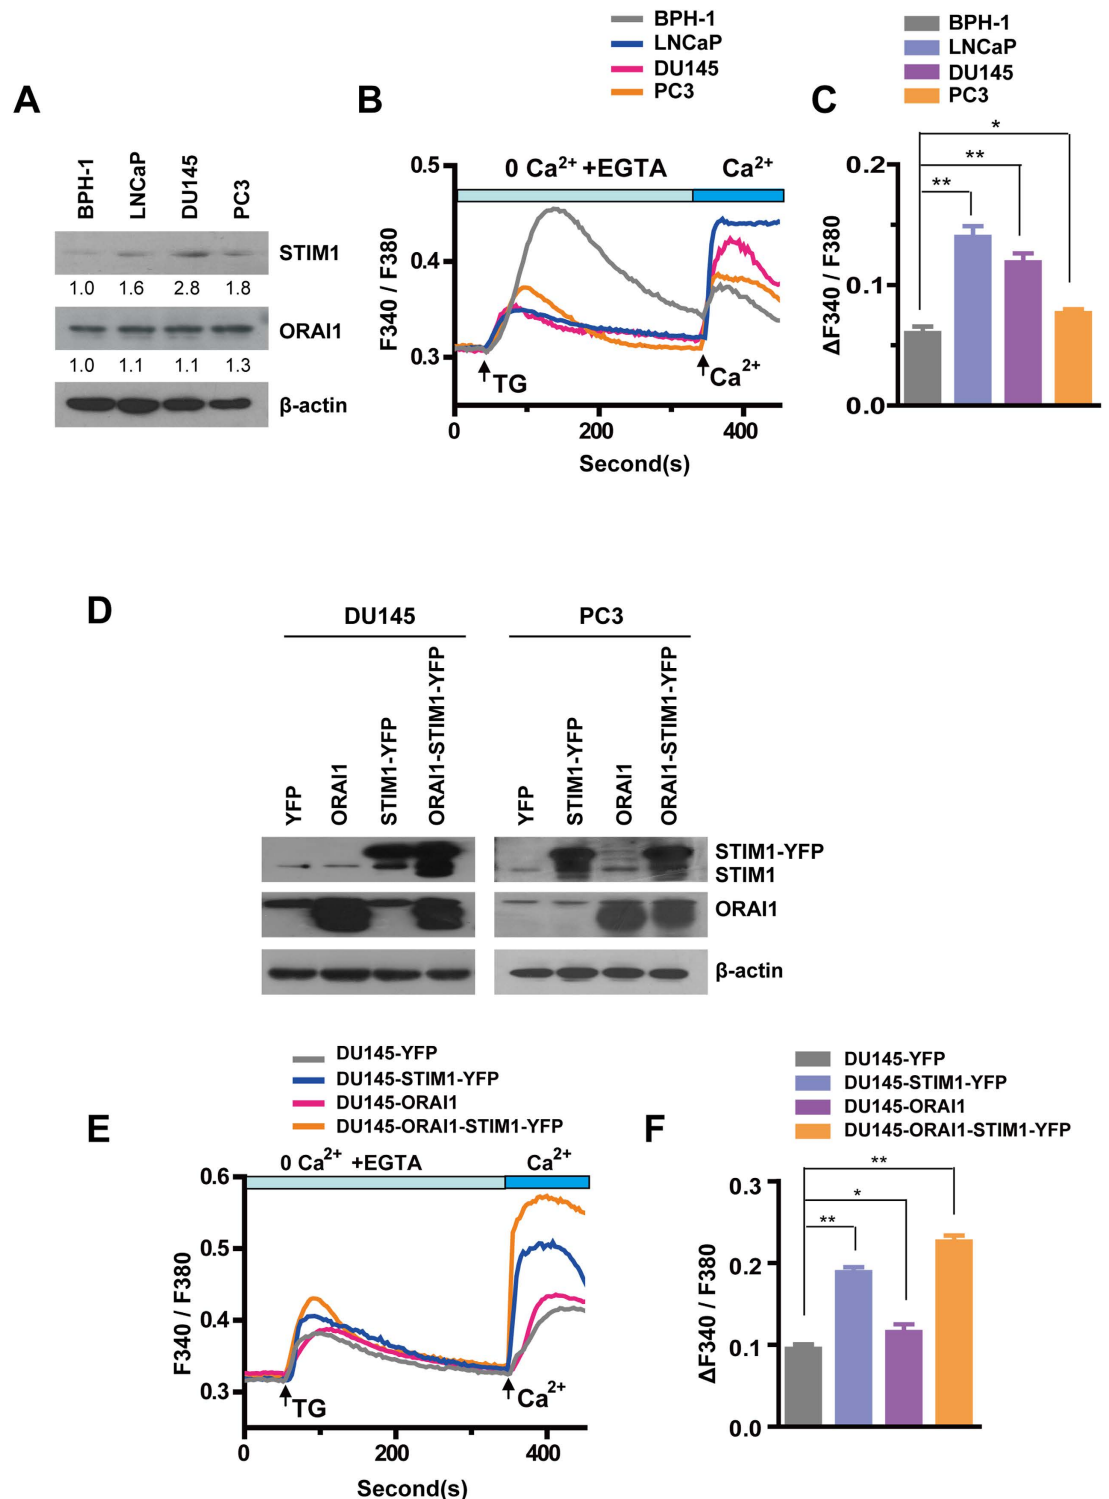 A
BPH-1
LNCaP
DU145
PC3
STIM1
1.0 1.6 2.8 1.8
ORAI1
1.0 1.1 1.1 1.3
β-actin
B
BPH-1
LNCaP
DU145
PC3
0 Ca²⁺ +EGTA
Ca²⁺
0.5
0.4
0.3
F340 / F380
TG
Ca²⁺
0 200 400
Second(s)
C
BPH-1
LNCaP
DU145
PC3
*
**
**
0.2
0.1
0.0
ΔF340 / F380
D
DU145
PC3
YFP
ORAI1
STIM1-YFP
ORAI1-STIM1-YFP
YFP
STIM1-YFP
ORAI1
ORAI1-STIM1-YFP
STIM1-YFP
STIM1
ORAI1
β-actin
E
DU145-YFP
DU145-STIM1-YFP
DU145-ORAI1
DU145-ORAI1-STIM1-YFP
0 Ca²⁺ +EGTA
Ca²⁺
0.6
0.5
0.4
0.3
F340 / F380
TG
Ca²⁺
0 200 400
Second(s)
F
DU145-YFP
DU145-STIM1-YFP
DU145-ORAI1
DU145-ORAI1-STIM1-YFP
**
*
**
0.3
0.2
0.1
0.0
ΔF340 / F380